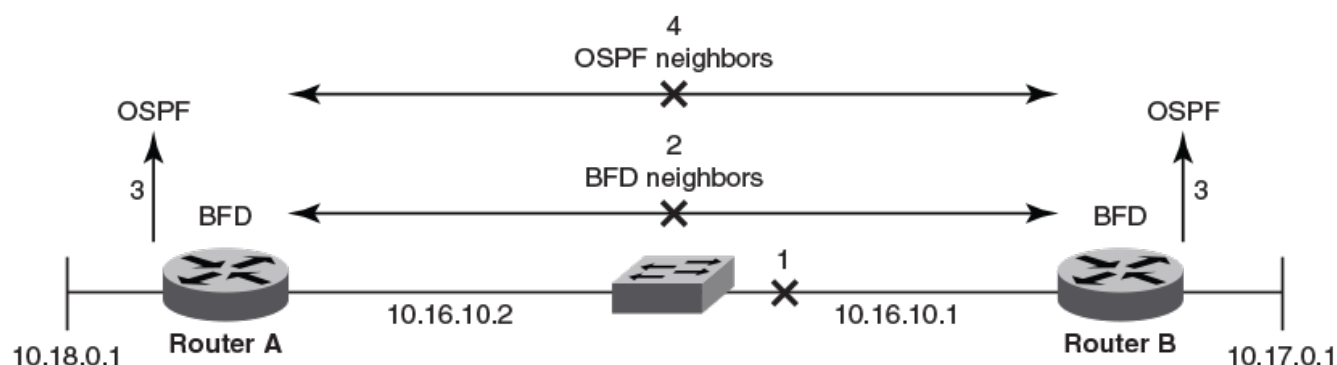 4
OSPF neighbors
OSPF
OSPF
2
BFD neighbors
3
3
BFD
BFD
1
10.16.10.2
10.16.10.1
Router A
Router B
10.18.0.1
10.17.0.1